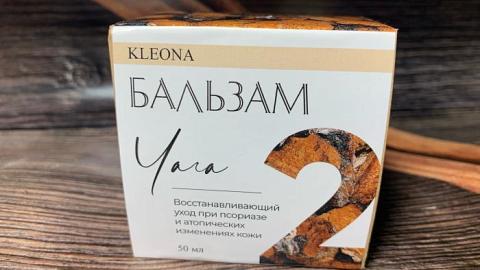 KLEONA
БАЛЬЗАМ
Чага
2
Восстанавливающий
уход при псориазе
и атопических
изменениях кожи
50 мл